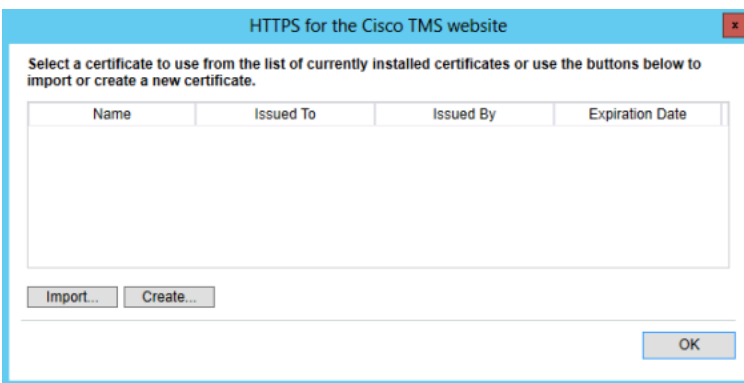 HTTPS for the Cisco TMS website
x
Select a certificate to use from the list of currently installed certificates or use the buttons below to
import or create a new certificate.
Name Issued To Issued By Expiration Date
Import... Create...
OK